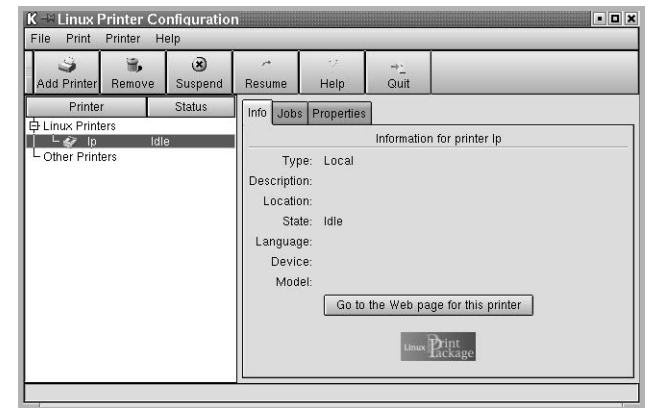 K Linux Printer Configuration
File Print Printer Help
Add Printer Remove Suspend Resume Help Quit
Printer Status
Info Jobs Properties
Linux Printers
lp Idle
Other Printers
Information for printer lp
Type: Local
Description:
Location:
State: Idle
Language:
Device:
Model:
Go to the Web page for this printer
Linux Print Package